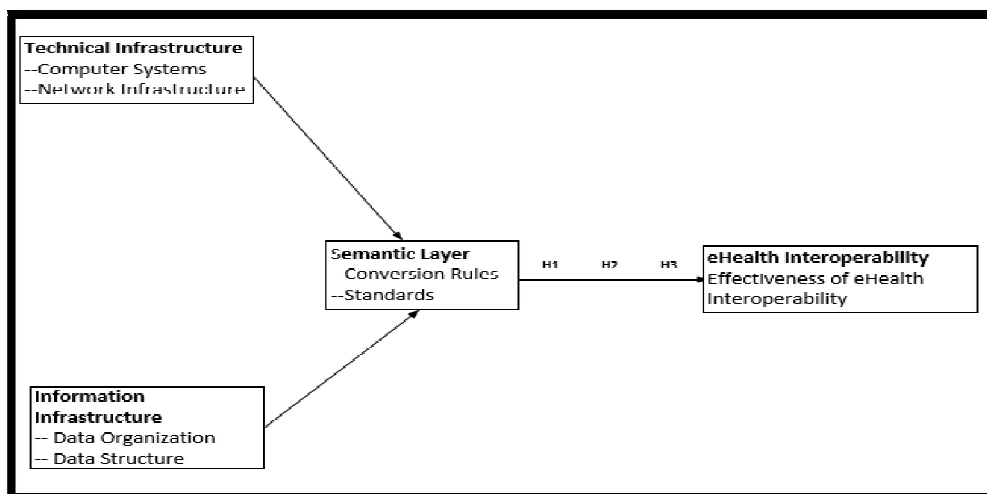 Technical Infrastructure
--Computer Systems
--Network Infrastructure
Semantic Layer
Conversion Rules
--Standards
H1 H2 H3
eHealth Interoperability
Effectiveness of eHealth
Interoperability
Information
Infrastructure
-- Data Organization
-- Data Structure